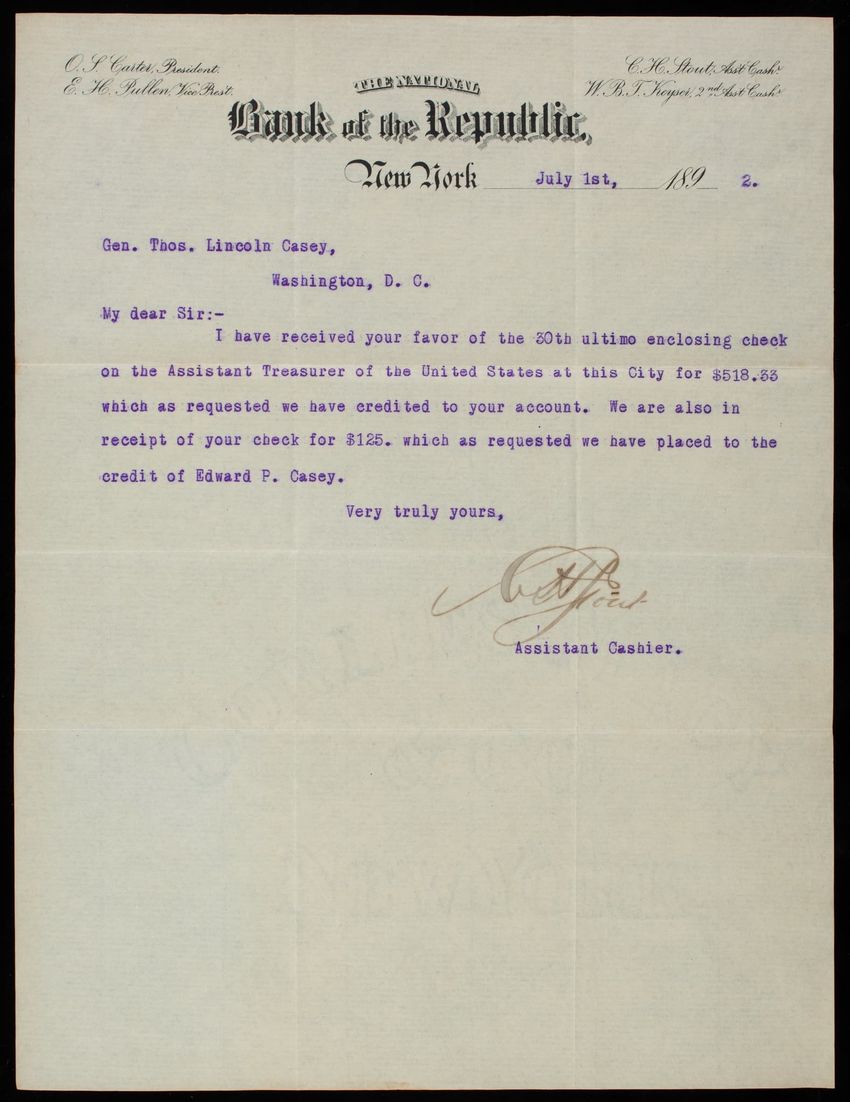 O. S. Carter, President.
E. H. Pullen, Vice Prest.
C. H. Stout, Asst Cashr
W. B. T. Keyser, 2nd Asst Cashr
THE NATIONAL
Bank of the Republic,
New York July 1st, 189 2.
Gen. Thos. Lincoln Casey,
Washington, D. C.
My dear Sir:-
I have received your favor of the 30th ultimo enclosing check
on the Assistant Treasurer of the United States at this City for $518.33
which as requested we have credited to your account. We are also in
receipt of your check for $125. which as requested we have placed to the
credit of Edward P. Casey.
Very truly yours,
C H Stout
Assistant Cashier.